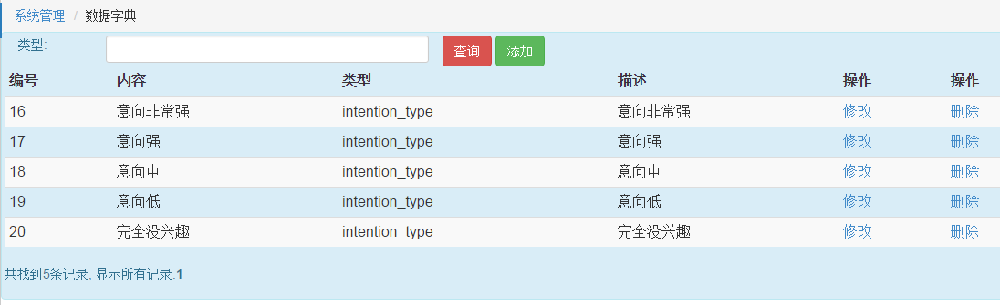 系统管理 / 数据字典
类型: 查询 添加
编号 内容 类型 描述 操作 操作
16 意向非常强 intention_type 意向非常强 修改 删除
17 意向强 intention_type 意向强 修改 删除
18 意向中 intention_type 意向中 修改 删除
19 意向低 intention_type 意向低 修改 删除
20 完全没兴趣 intention_type 完全没兴趣 修改 删除
共找到5条记录, 显示所有记录.1